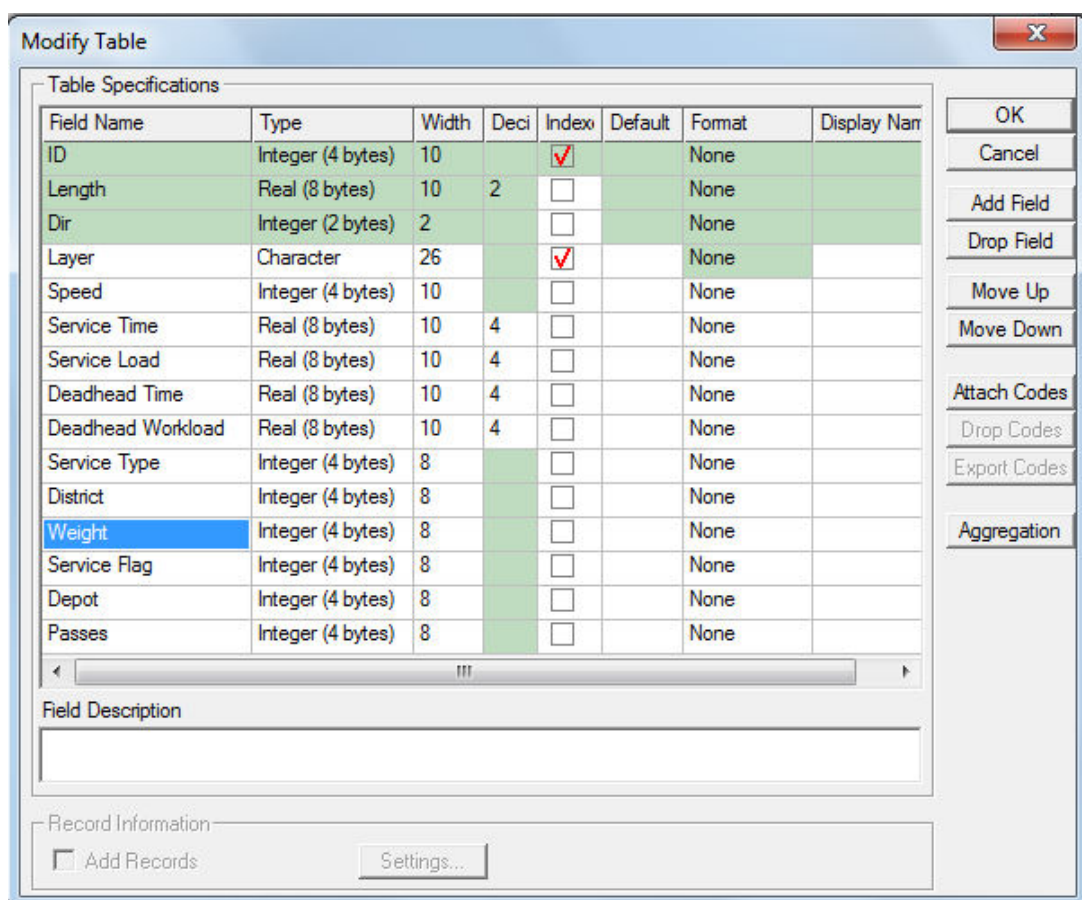 Modify Table
Table Specifications
Field Name Type Width Deci Index Default Format Display Nam
ID Integer (4 bytes) 10 None
Length Real (8 bytes) 10 2 None
Dir Integer (2 bytes) 2 None
Layer Character 26 None
Speed Integer (4 bytes) 10 None
Service Time Real (8 bytes) 10 4 None
Service Load Real (8 bytes) 10 4 None
Deadhead Time Real (8 bytes) 10 4 None
Deadhead Workload Real (8 bytes) 10 4 None
Service Type Integer (4 bytes) 8 None
District Integer (4 bytes) 8 None
Weight Integer (4 bytes) 8 None
Service Flag Integer (4 bytes) 8 None
Depot Integer (4 bytes) 8 None
Passes Integer (4 bytes) 8 None
Field Description
Record Information
Add Records Settings...
OK
Cancel
Add Field
Drop Field
Move Up
Move Down
Attach Codes
Drop Codes
Export Codes
Aggregation